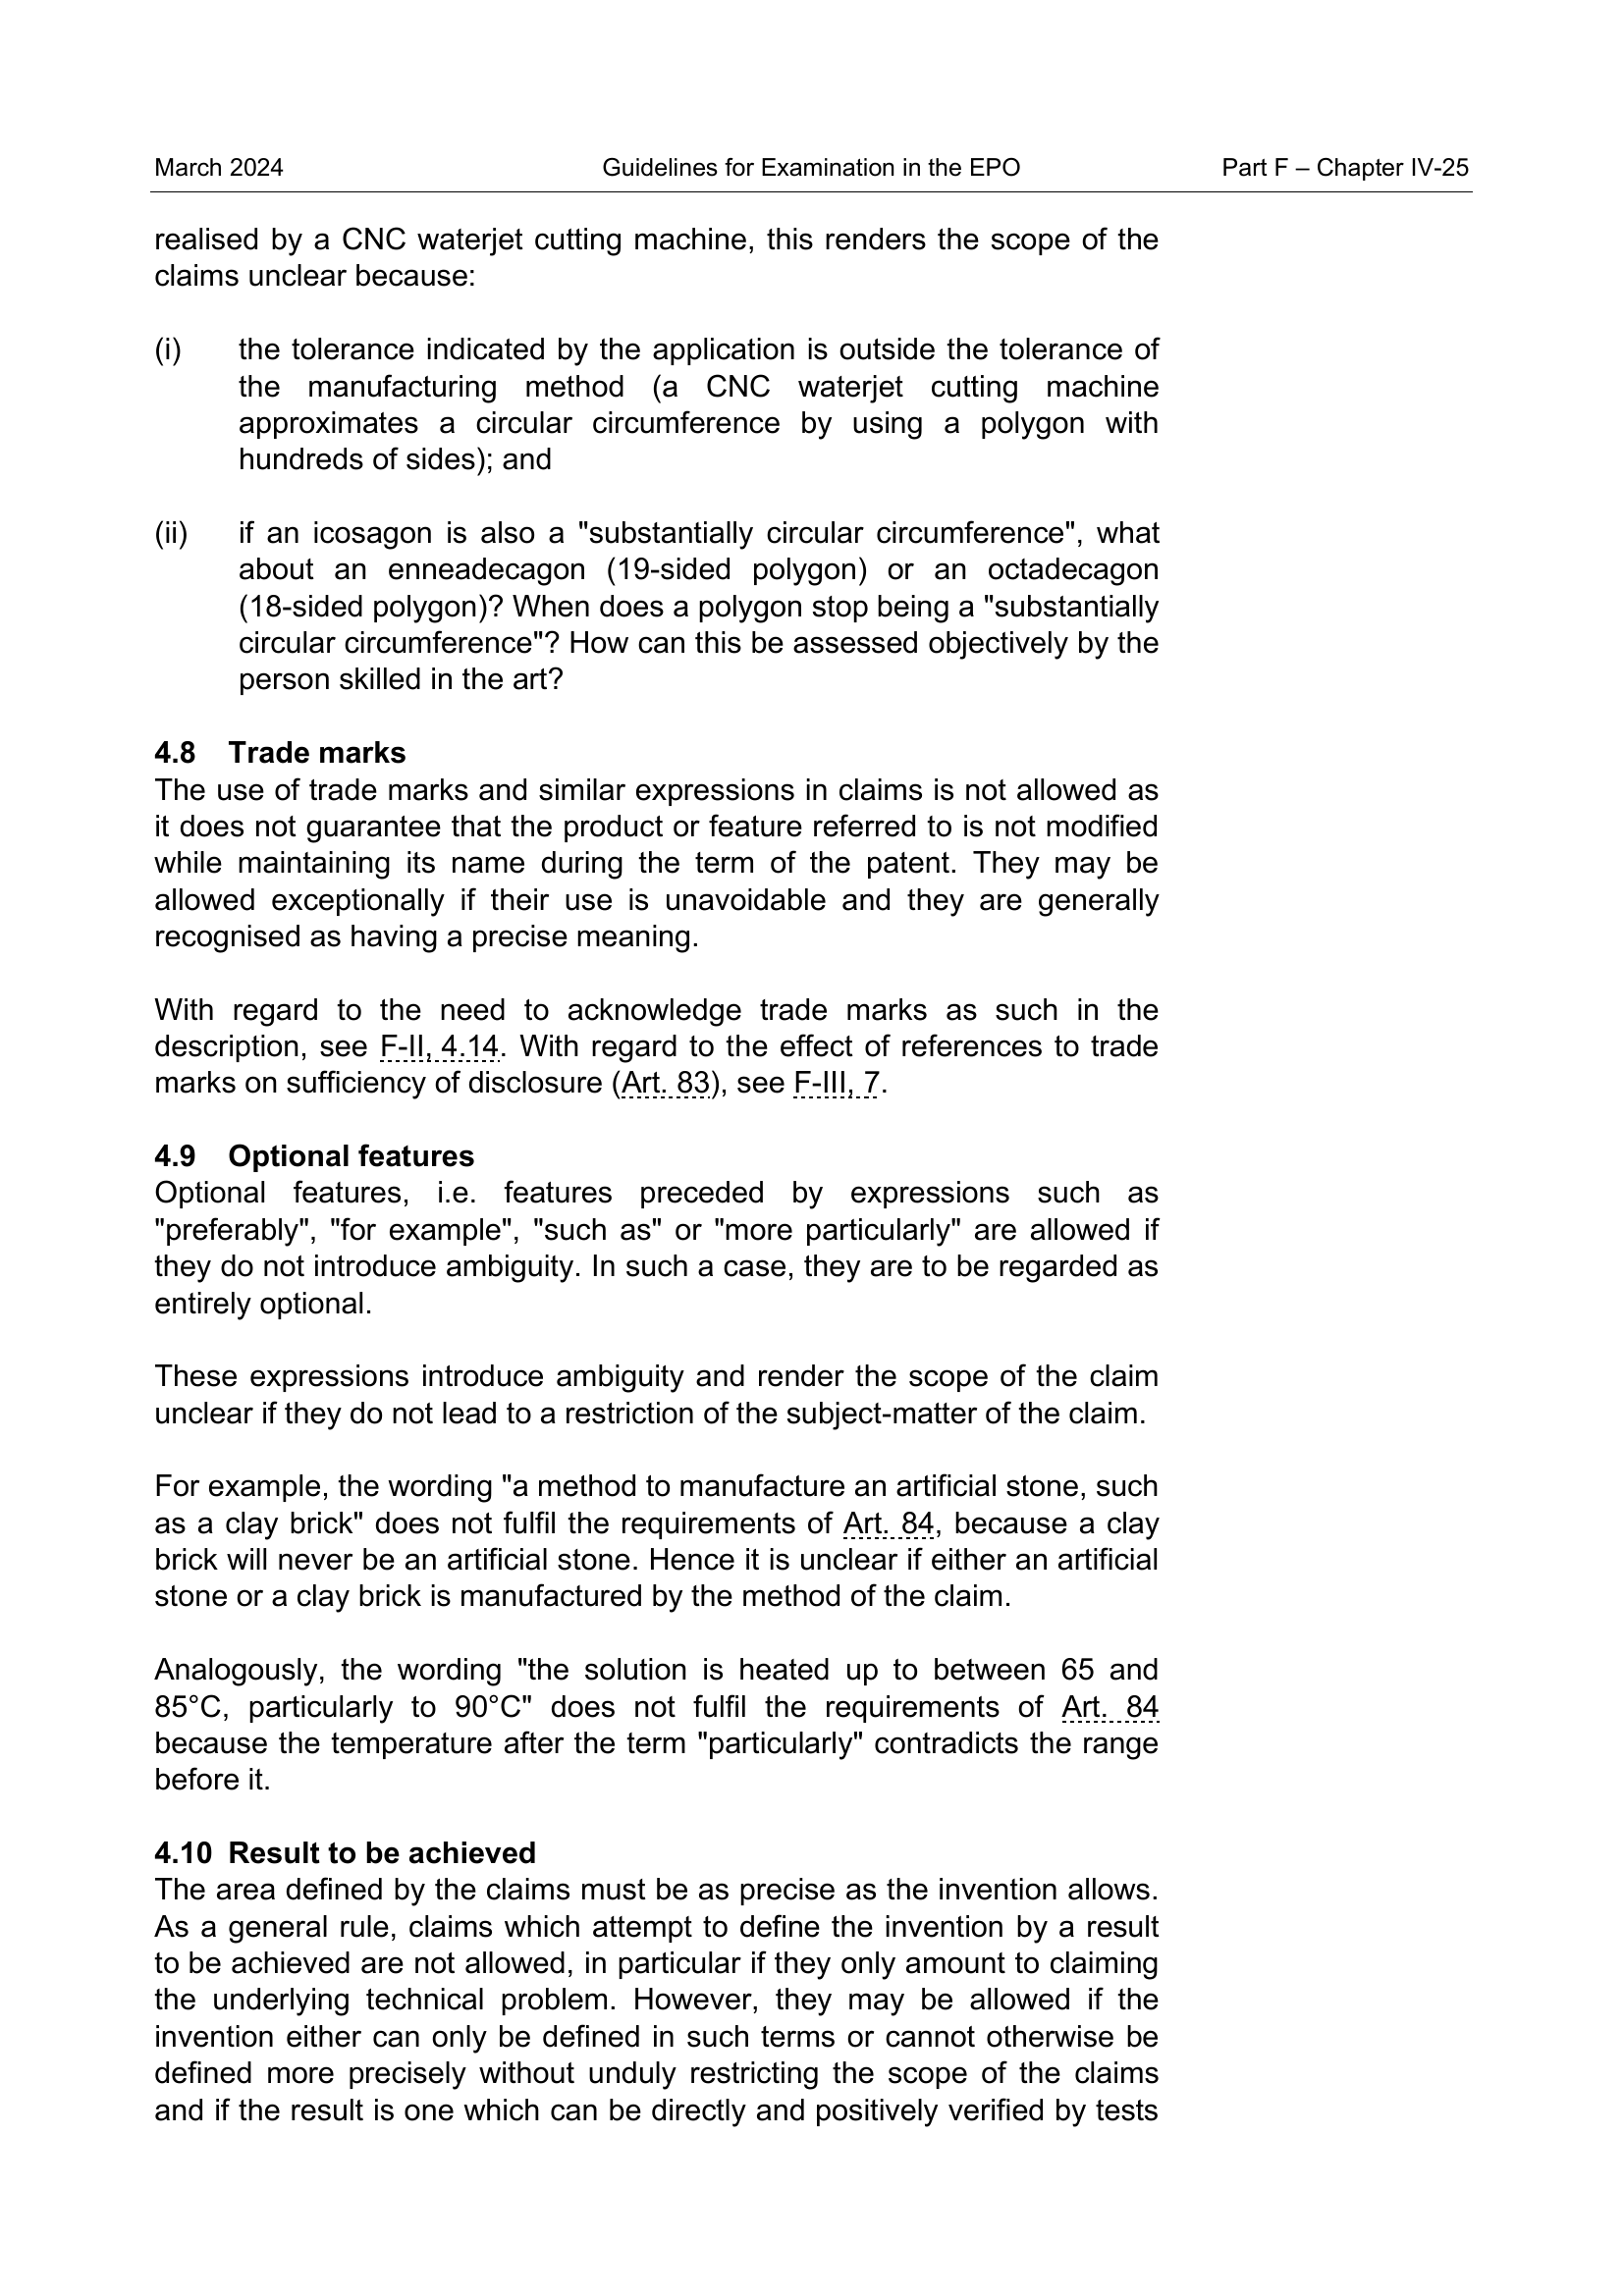 March 2024 Guidelines for Examination in the EPO Part F – Chapter IV-25
realised by a CNC waterjet cutting machine, this renders the scope of the
claims unclear because:
(i) the tolerance indicated by the application is outside the tolerance of
the manufacturing method (a CNC waterjet cutting machine
approximates a circular circumference by using a polygon with
hundreds of sides); and
(ii) if an icosagon is also a "substantially circular circumference", what
about an enneadecagon (19-sided polygon) or an octadecagon
(18-sided polygon)? When does a polygon stop being a "substantially
circular circumference"? How can this be assessed objectively by the
person skilled in the art?
4.8 Trade marks
The use of trade marks and similar expressions in claims is not allowed as
it does not guarantee that the product or feature referred to is not modified
while maintaining its name during the term of the patent. They may be
allowed exceptionally if their use is unavoidable and they are generally
recognised as having a precise meaning.
With regard to the need to acknowledge trade marks as such in the
description, see F-II, 4.14. With regard to the effect of references to trade
marks on sufficiency of disclosure (Art. 83), see F-III, 7.
4.9 Optional features
Optional features, i.e. features preceded by expressions such as
"preferably", "for example", "such as" or "more particularly" are allowed if
they do not introduce ambiguity. In such a case, they are to be regarded as
entirely optional.
These expressions introduce ambiguity and render the scope of the claim
unclear if they do not lead to a restriction of the subject-matter of the claim.
For example, the wording "a method to manufacture an artificial stone, such
as a clay brick" does not fulfil the requirements of Art. 84, because a clay
brick will never be an artificial stone. Hence it is unclear if either an artificial
stone or a clay brick is manufactured by the method of the claim.
Analogously, the wording "the solution is heated up to between 65 and
85°C, particularly to 90°C" does not fulfil the requirements of Art. 84
because the temperature after the term "particularly" contradicts the range
before it.
4.10 Result to be achieved
The area defined by the claims must be as precise as the invention allows.
As a general rule, claims which attempt to define the invention by a result
to be achieved are not allowed, in particular if they only amount to claiming
the underlying technical problem. However, they may be allowed if the
invention either can only be defined in such terms or cannot otherwise be
defined more precisely without unduly restricting the scope of the claims
and if the result is one which can be directly and positively verified by tests